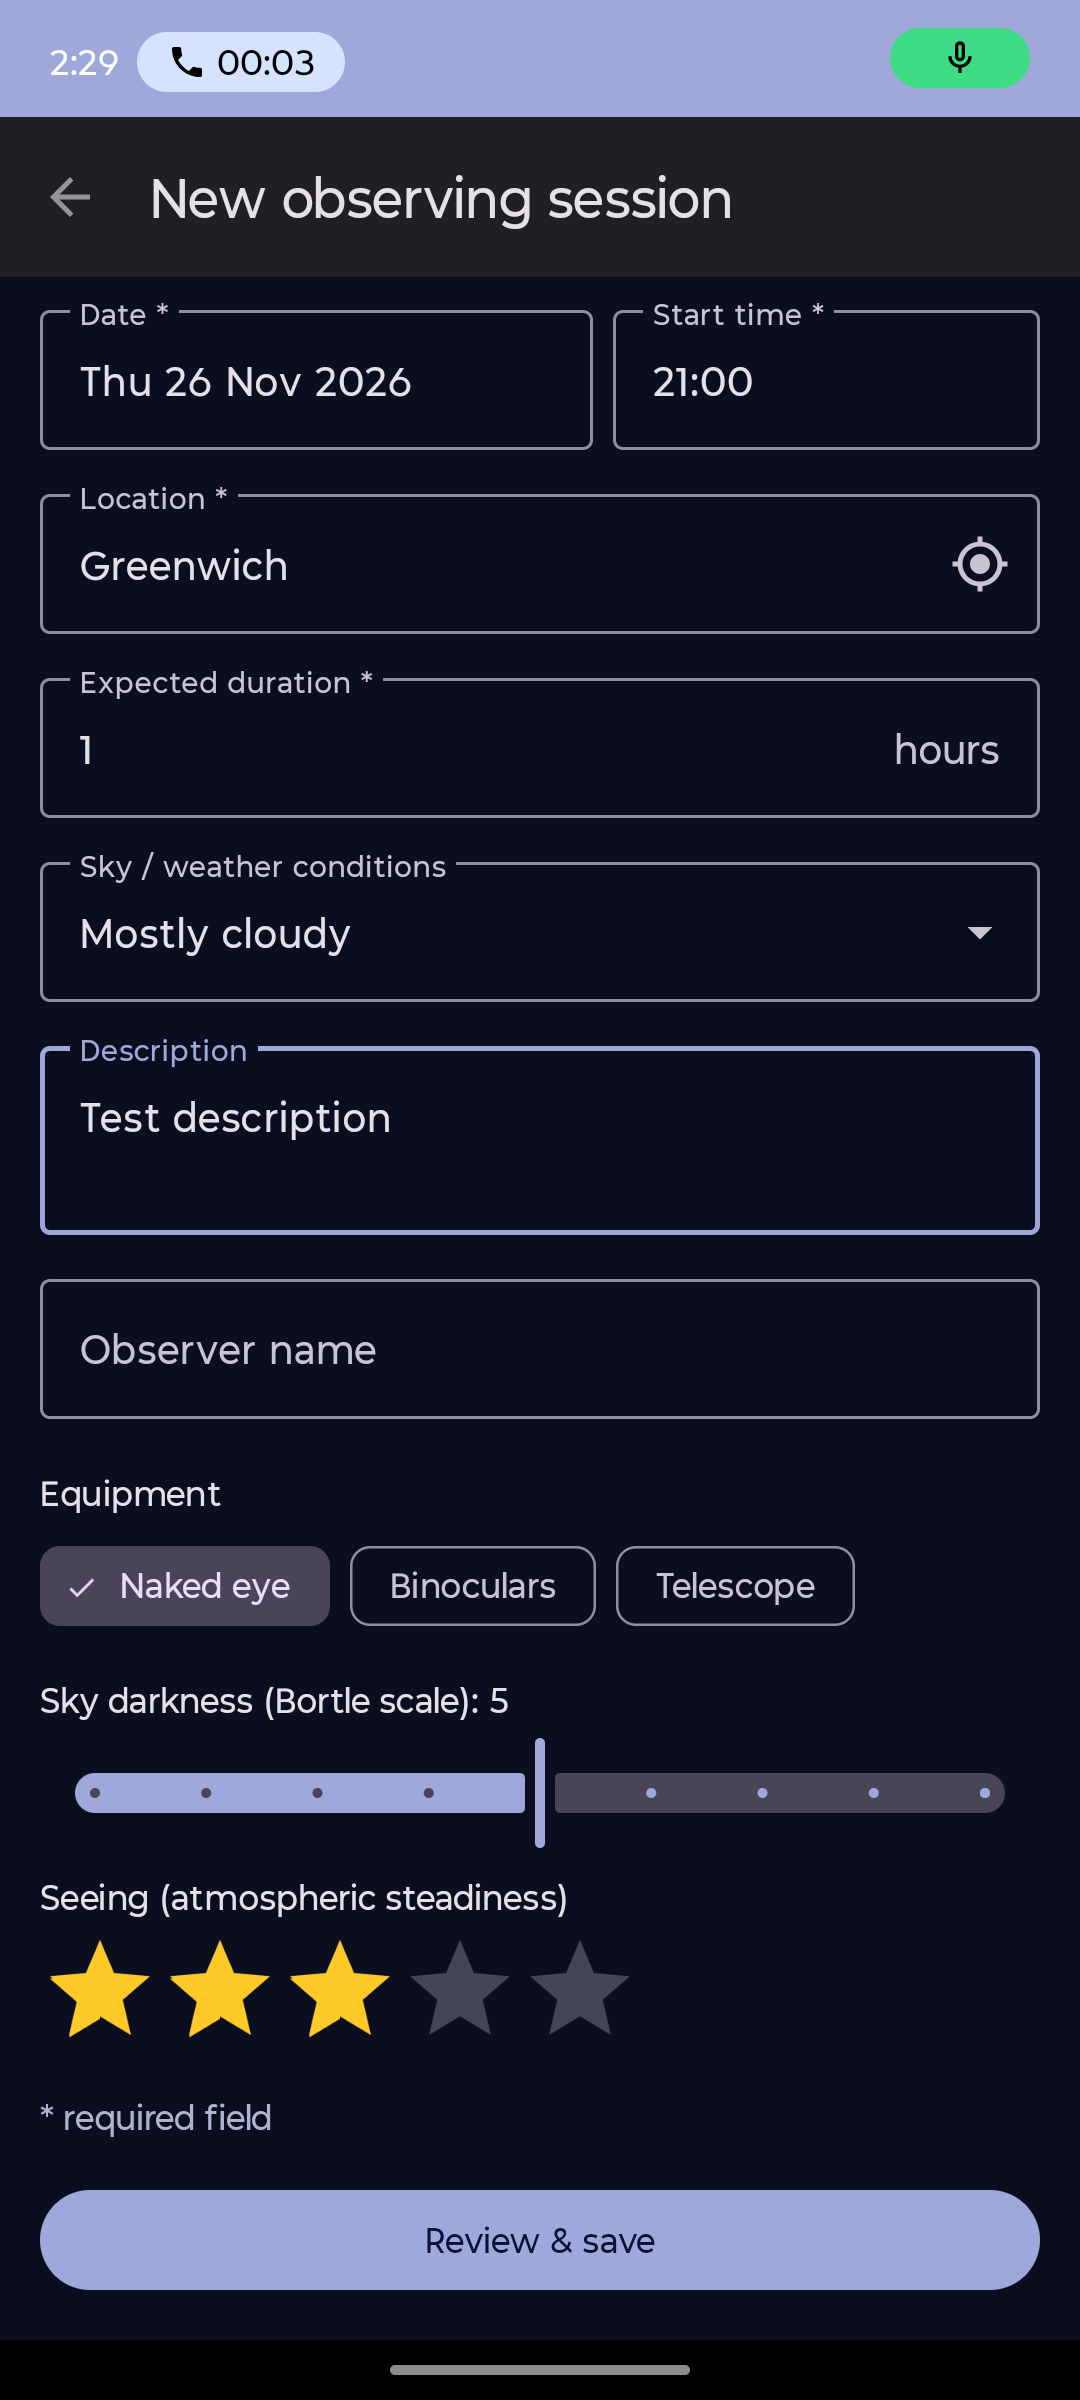 2:29
00:03
New observing session
Date *
Start time *
Thu 26 Nov 2026
21:00
Location *
Greenwich
Expected duration *
1
hours
Sky / weather conditions
Mostly cloudy
Description
Test description
Observer name
Equipment
Naked eye
Binoculars
Telescope
Sky darkness (Bortle scale): 5
Seeing (atmospheric steadiness)
* required field
Review & save